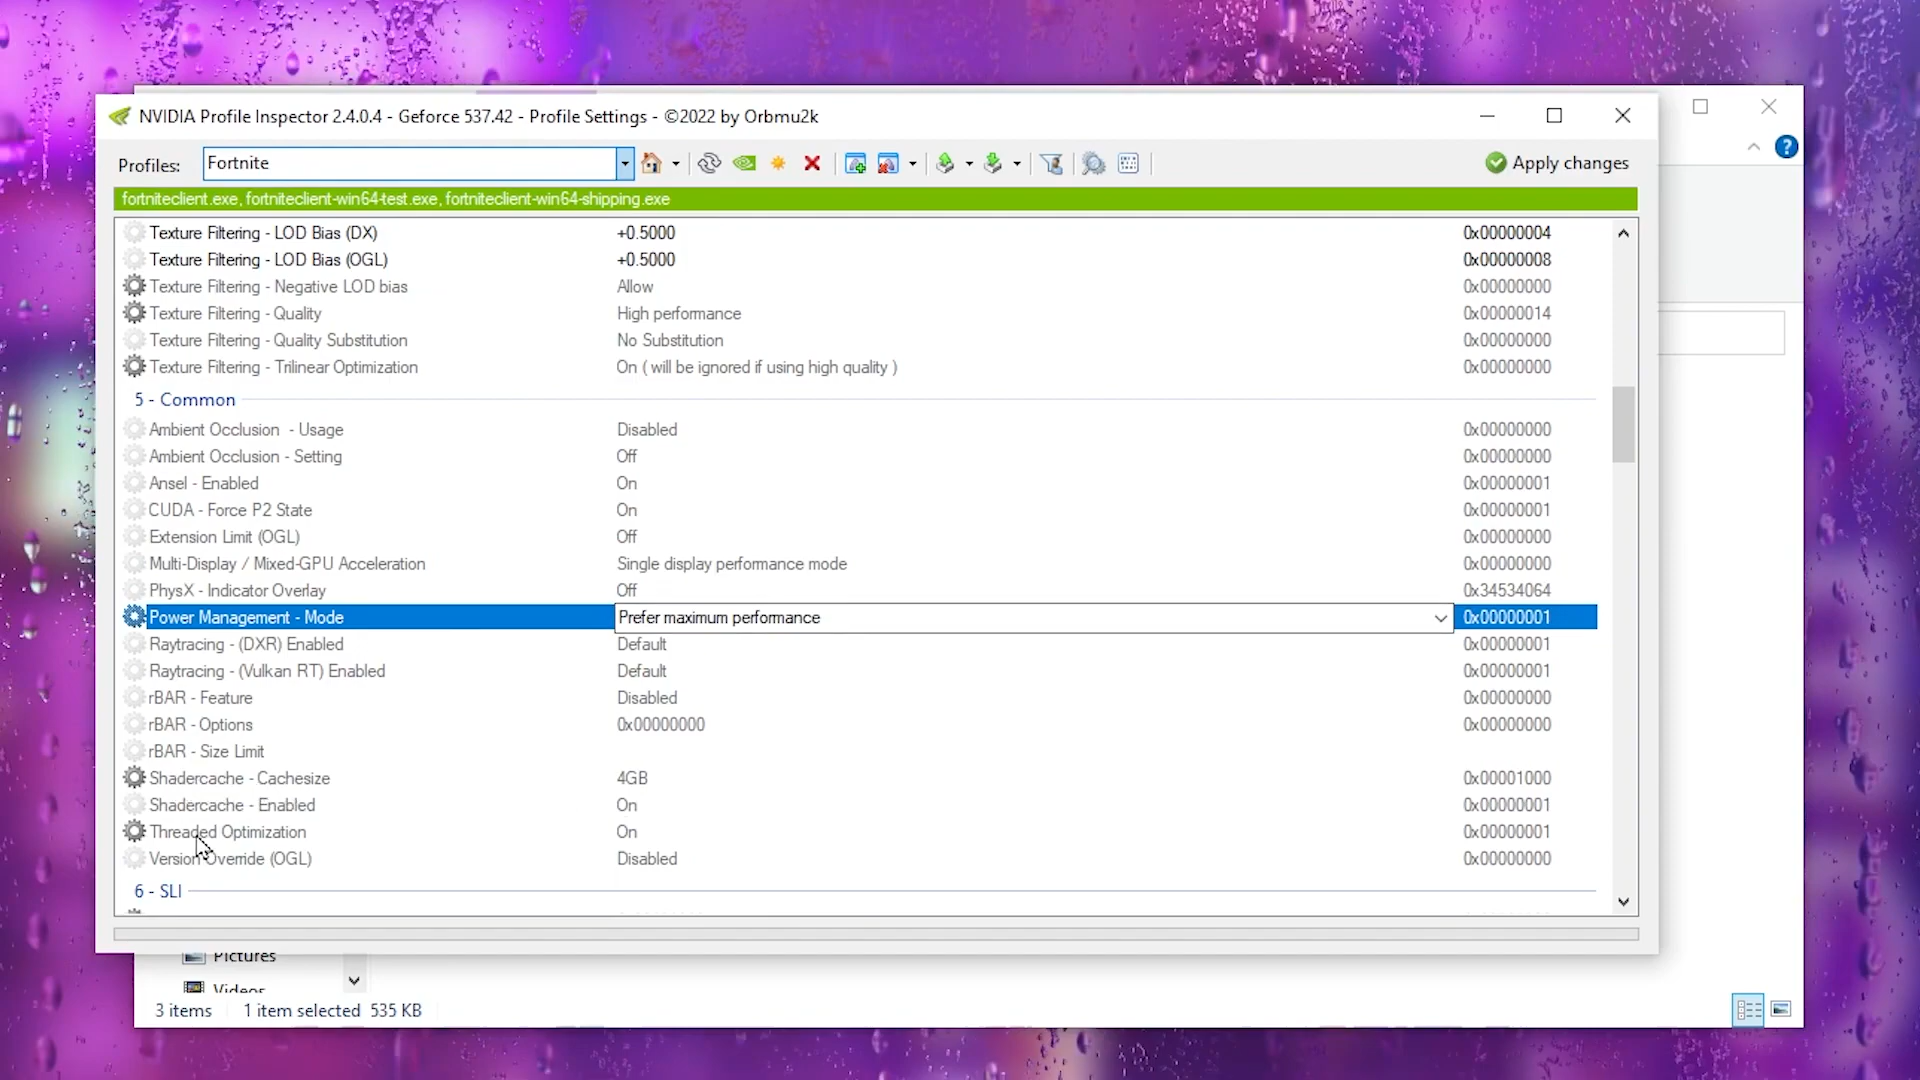 NVIDIA Profile Inspector 2.4.0.4 - Geforce 537.42 - Profile Settings - ©2022 by Orbmu2k
Profiles: Fortnite Apply changes
fortniteclient.exe, fortniteclient-win64-test.exe, fortniteclient-win64-shipping.exe
Texture Filtering - LOD Bias (DX) +0.5000 0x00000004
Texture Filtering - LOD Bias (OGL) +0.5000 0x00000008
Texture Filtering - Negative LOD bias Allow 0x00000000
Texture Filtering - Quality High performance 0x00000014
Texture Filtering - Quality Substitution No Substitution 0x00000000
Texture Filtering - Trilinear Optimization On ( will be ignored if using high quality ) 0x00000000
5 - Common
Ambient Occlusion - Usage Disabled 0x00000000
Ambient Occlusion - Setting Off 0x00000000
Ansel - Enabled On 0x00000001
CUDA - Force P2 State On 0x00000001
Extension Limit (OGL) Off 0x00000000
Multi-Display / Mixed-GPU Acceleration Single display performance mode 0x00000000
PhysX - Indicator Overlay Off 0x34534064
Power Management - Mode Prefer maximum performance 0x00000001
Raytracing - (DXR) Enabled Default 0x00000001
Raytracing - (Vulkan RT) Enabled Default 0x00000001
rBAR - Feature Disabled 0x00000000
rBAR - Options 0x00000000 0x00000000
rBAR - Size Limit
Shadercache - Cachesize 4GB 0x00001000
Shadercache - Enabled On 0x00000001
Threaded Optimization On 0x00000001
Version Override (OGL) Disabled 0x00000000
6 - SLI
Pictures
Videos
3 items 1 item selected 535 KB